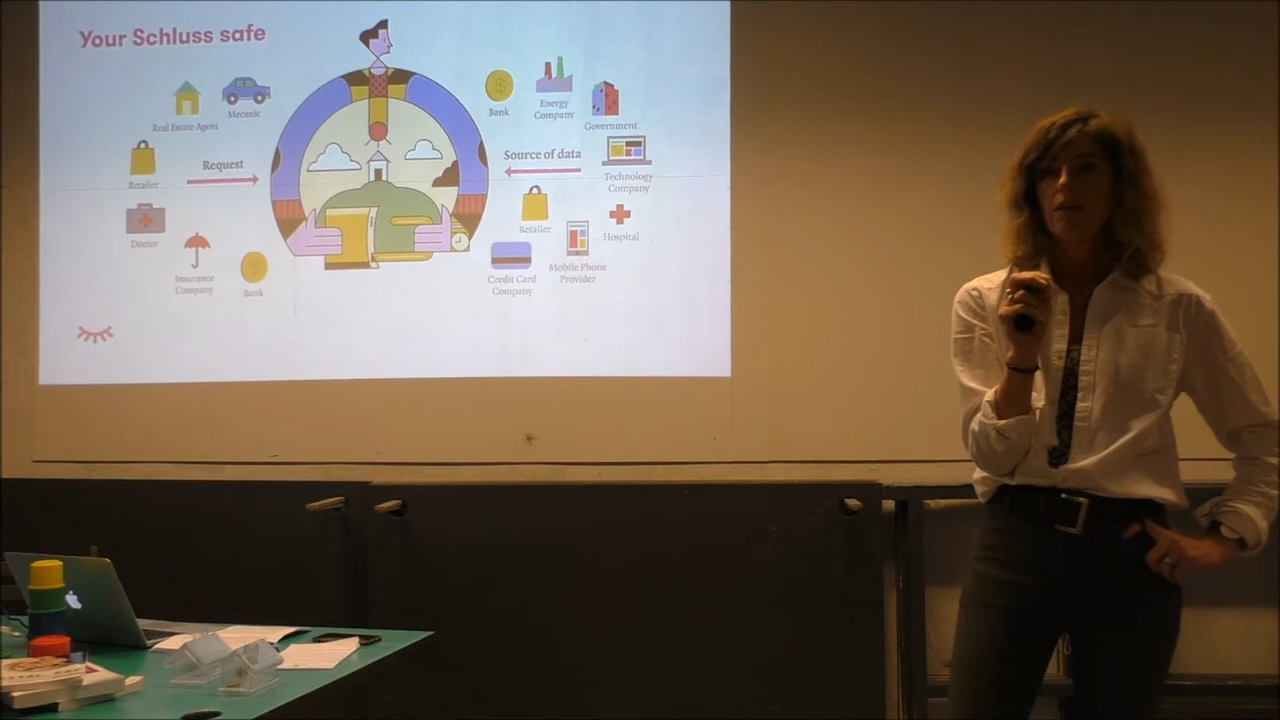 Your Schluss safe
Real Estate Agent
Mecanic
Retailer
Request
Doctor
Insurance
Company
Bank
Bank
Energy
Company
Government
Source of data
Technology
Company
Retailer
Hospital
Credit Card
Company
Mobile Phone
Provider